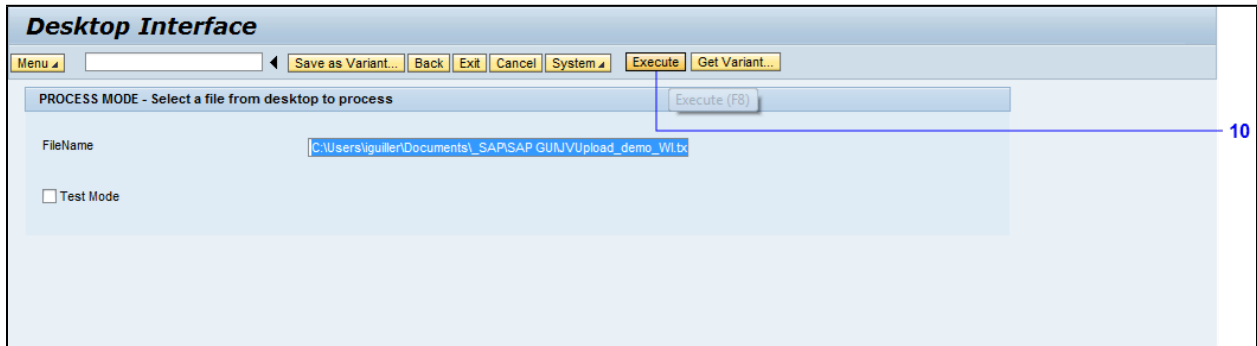 Desktop Interface
Menu Save as Variant... Back Exit Cancel System Execute Get Variant...
PROCESS MODE - Select a file from desktop to process
Execute (F8)
10
FileName C:\Users\iguiller\Documents\_SAP\SAP GUI\JVUpload_demo_WI.tx
Test Mode